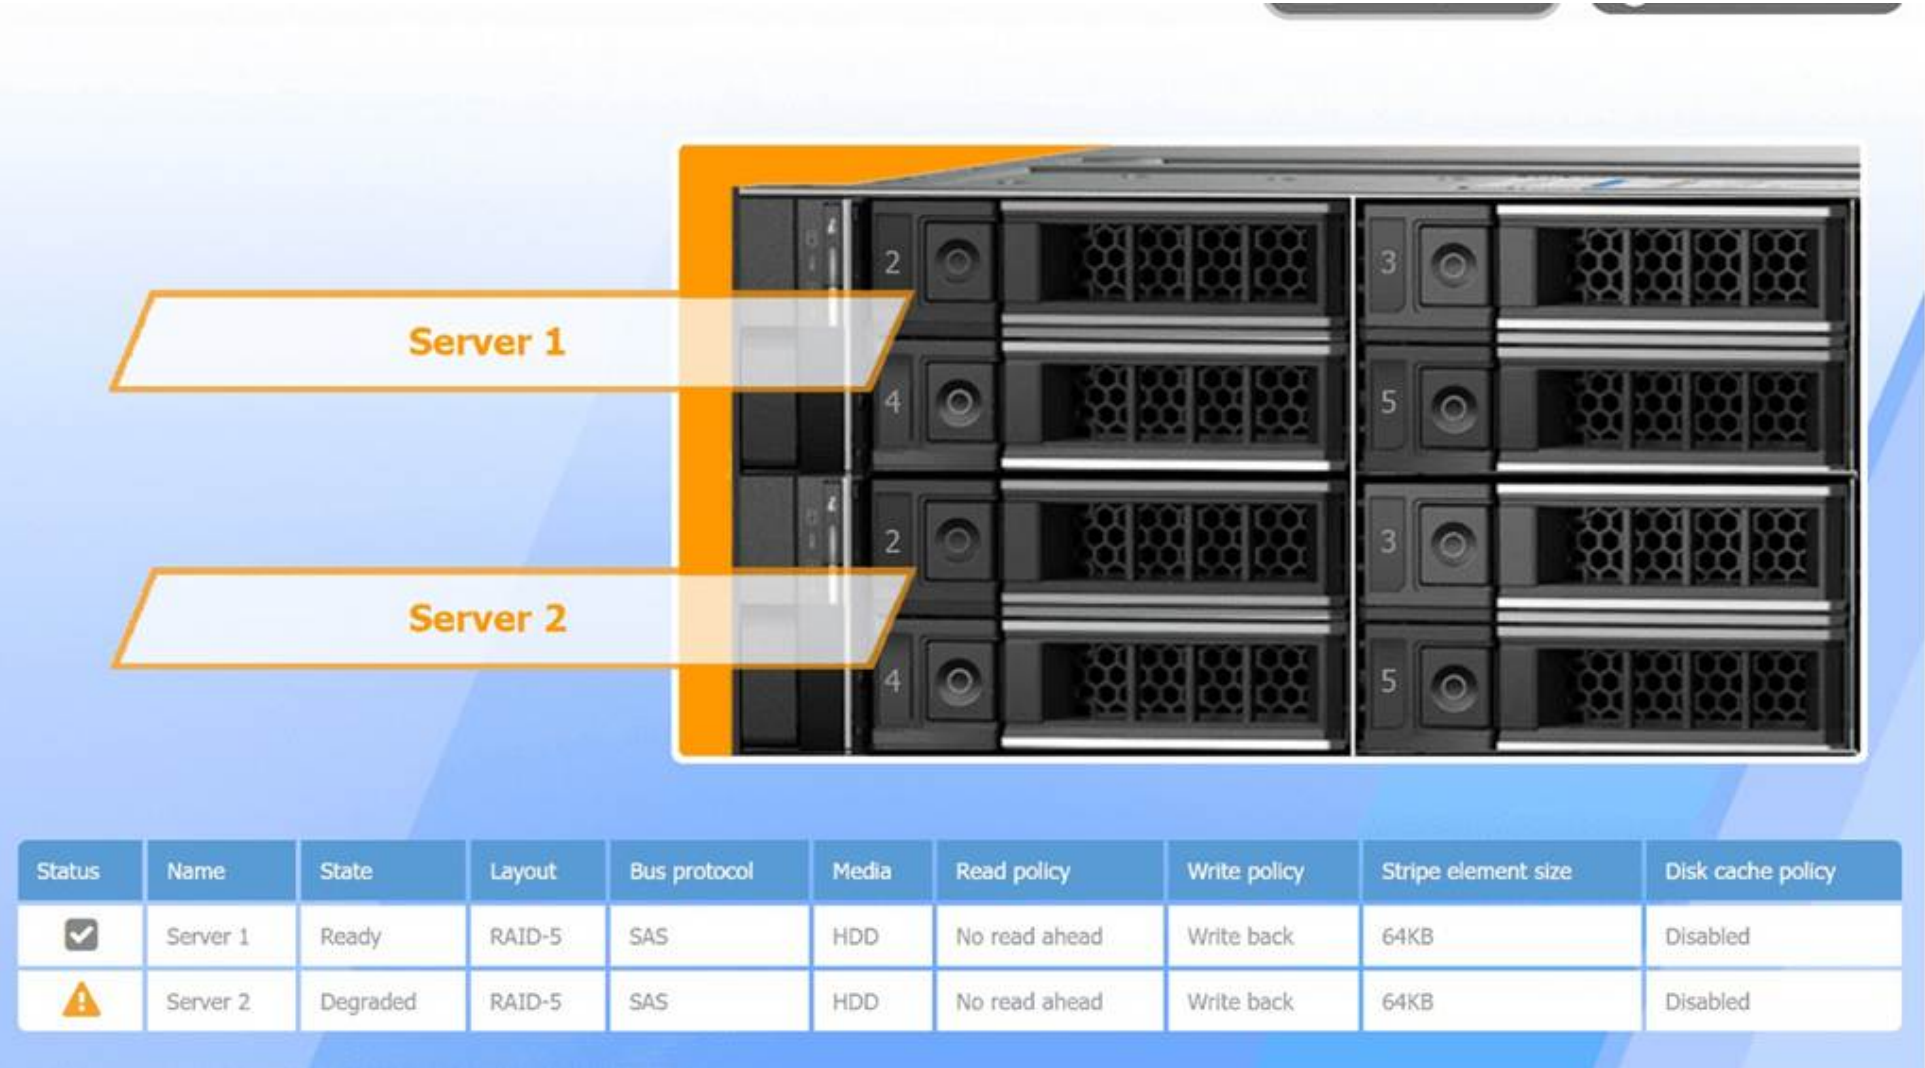 2
3
Server 1
4
5
2
3
Server 2
4
5
Status Name State Layout Bus protocol Media Read policy Write policy Stripe element size Disk cache policy
Server 1 Ready RAID-5 SAS HDD No read ahead Write back 64KB Disabled
Server 2 Degraded RAID-5 SAS HDD No read ahead Write back 64KB Disabled